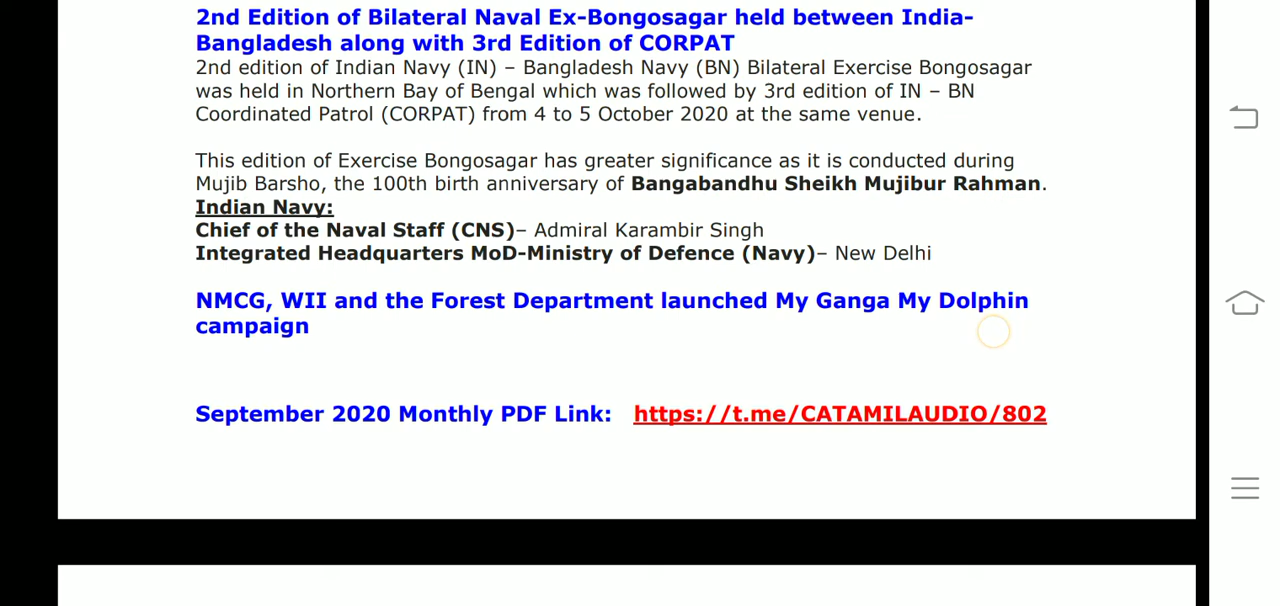 2nd Edition of Bilateral Naval Ex-Bongosagar held between India-
Bangladesh along with 3rd Edition of CORPAT
2nd edition of Indian Navy (IN) – Bangladesh Navy (BN) Bilateral Exercise Bongosagar
was held in Northern Bay of Bengal which was followed by 3rd edition of IN – BN
Coordinated Patrol (CORPAT) from 4 to 5 October 2020 at the same venue.
This edition of Exercise Bongosagar has greater significance as it is conducted during
Mujib Barsho, the 100th birth anniversary of Bangabandhu Sheikh Mujibur Rahman.
Indian Navy:
Chief of the Naval Staff (CNS)– Admiral Karambir Singh
Integrated Headquarters MoD-Ministry of Defence (Navy)– New Delhi
NMCG, WII and the Forest Department launched My Ganga My Dolphin
campaign
September 2020 Monthly PDF Link: https://t.me/CATAMILAUDIO/802